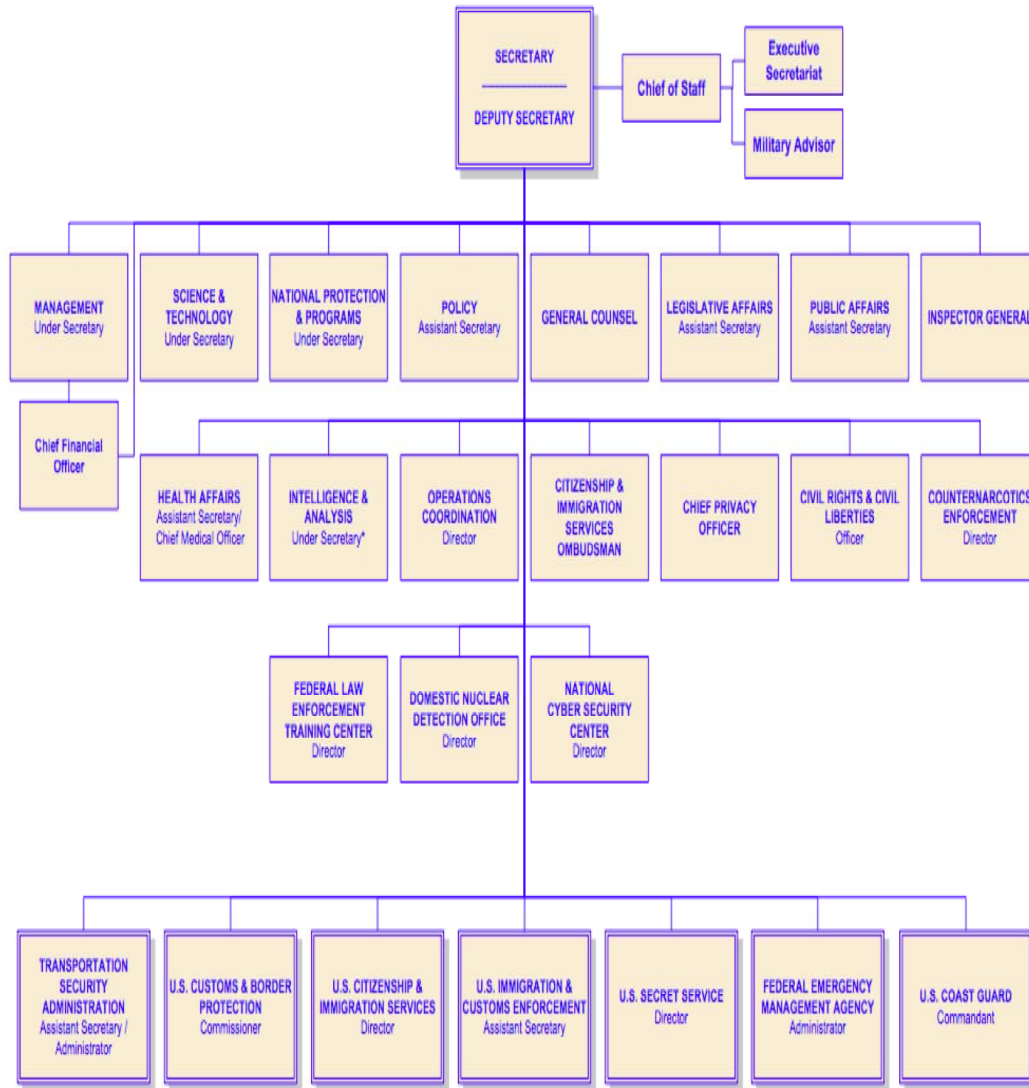 SECRETARY
DEPUTY SECRETARY
Chief of Staff
Executive
Secretariat
Military Advisor
MANAGEMENT
Under Secretary
SCIENCE &
TECHNOLOGY
Under Secretary
NATIONAL PROTECTION
& PROGRAMS
Under Secretary
POLICY
Assistant Secretary
GENERAL COUNSEL
LEGISLATIVE AFFAIRS
Assistant Secretary
PUBLIC AFFAIRS
Assistant Secretary
INSPECTOR GENERAL
Chief Financial
Officer
HEALTH AFFAIRS
Assistant Secretary/
Chief Medical Officer
INTELLIGENCE &
ANALYSIS
Under Secretary*
OPERATIONS
COORDINATION
Director
CITIZENSHIP &
IMMIGRATION
SERVICES
OMBUDSMAN
CHIEF PRIVACY
OFFICER
CIVIL RIGHTS & CIVIL
LIBERTIES
Officer
COUNTERNARCOTICS
ENFORCEMENT
Director
FEDERAL LAW
ENFORCEMENT
TRAINING CENTER
Director
DOMESTIC NUCLEAR
DETECTION OFFICE
Director
NATIONAL
CYBER SECURITY
CENTER
Director
TRANSPORTATION
SECURITY
ADMINISTRATION
Assistant Secretary /
Administrator
U.S. CUSTOMS & BORDER
PROTECTION
Commissioner
U.S. CITIZENSHIP &
IMMIGRATION SERVICES
Director
U.S. IMMIGRATION &
CUSTOMS ENFORCEMENT
Assistant Secretary
U.S. SECRET SERVICE
Director
FEDERAL EMERGENCY
MANAGEMENT AGENCY
Administrator
U.S. COAST GUARD
Commandant